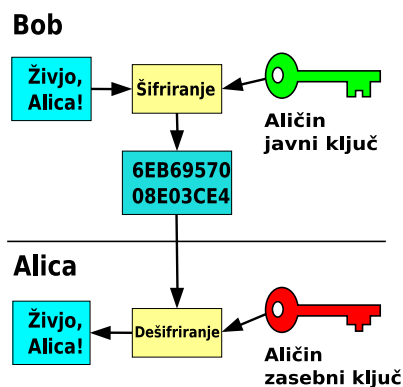 Bob
Živjo,
Alica!
Šifriranje
Aličin
javni ključ
6EB69570
08E03CE4
Alica
Živjo,
Alica!
Dešifriranje
Aličin
zasebni ključ